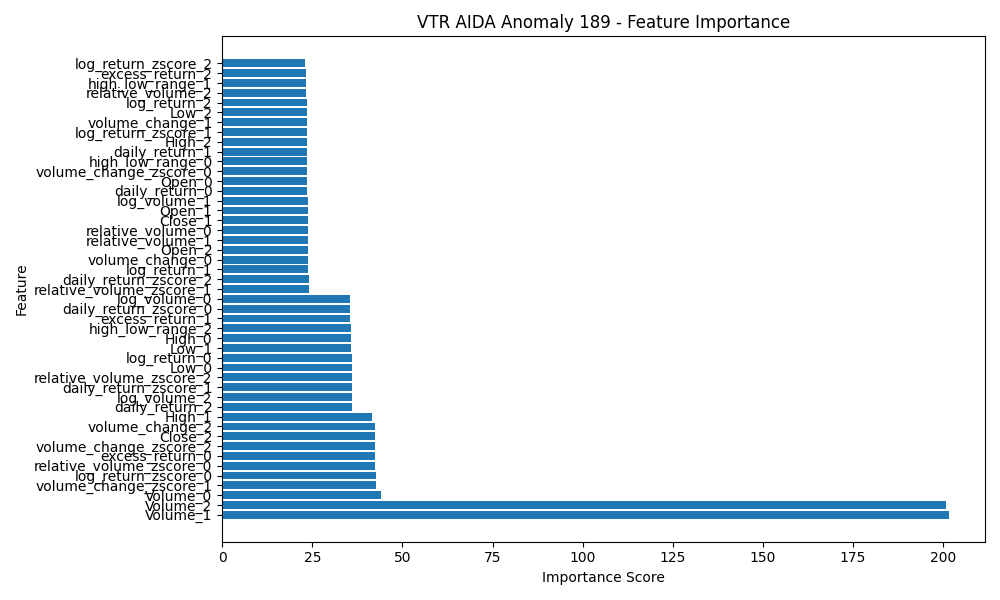 VTR AIDA Anomaly 189 - Feature Importance
log_return_zscore_2
excess_return_2
high_low_range_1
relative_volume_2
log_return_2
Low_2
volume_change_1
log_return_zscore_1
High_2
daily_return_1
high_low_range_0
volume_change_zscore_0
Open_0
daily_return_0
log_volume_1
Open_1
Close_1
relative_volume_0
relative_volume_1
Open_2
volume_change_0
log_return_1
daily_return_zscore_2
relative_volume_zscore_1
log_volume_0
daily_return_zscore_0
excess_return_1
high_low_range_2
High_0
Low_1
log_return_0
Low_0
relative_volume_zscore_2
daily_return_zscore_1
log_volume_2
daily_return_2
High_1
volume_change_2
Close_2
volume_change_zscore_2
excess_return_0
relative_volume_zscore_0
log_return_zscore_0
volume_change_zscore_1
Volume_0
Volume_2
Volume_1
Feature
0 25 50 75 100 125 150 175 200
Importance Score